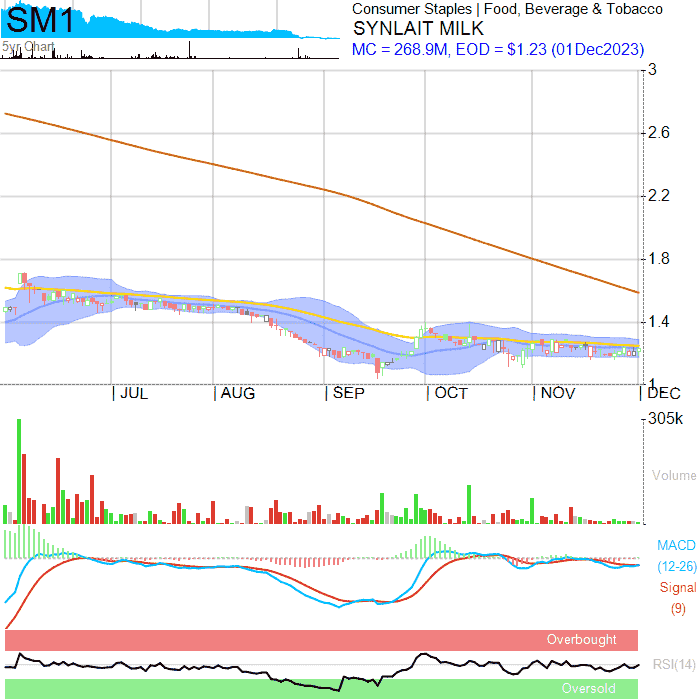 SM1
5yr Chart
Consumer Staples | Food, Beverage & Tobacco
SYNLAIT MILK
MC = 268.9M, EOD = $1.23 (01Dec2023)
3
2.6
2.2
1.8
1.4
1
JUL AUG SEP OCT NOV DEC
305k
Volume
MACD
(12-26)
Signal
(9)
Overbought
RSI(14)
Oversold